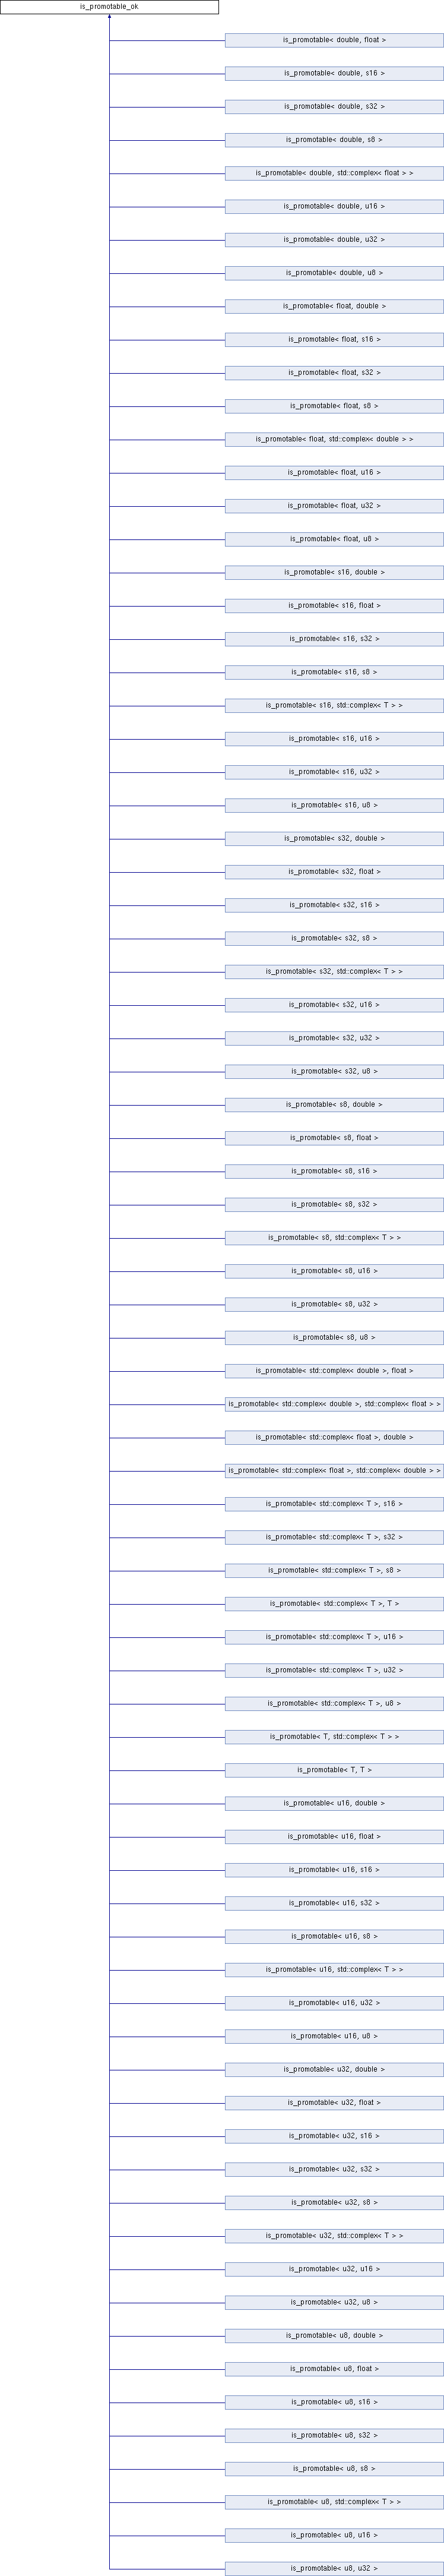 is_promotable_ok
is_promotable< double, float >
is_promotable< double, s16 >
is_promotable< double, s32 >
is_promotable< double, s8 >
is_promotable< double, std::complex< float > >
is_promotable< double, u16 >
is_promotable< double, u32 >
is_promotable< double, u8 >
is_promotable< float, double >
is_promotable< float, s16 >
is_promotable< float, s32 >
is_promotable< float, s8 >
is_promotable< float, std::complex< double > >
is_promotable< float, u16 >
is_promotable< float, u32 >
is_promotable< float, u8 >
is_promotable< s16, double >
is_promotable< s16, float >
is_promotable< s16, s32 >
is_promotable< s16, s8 >
is_promotable< s16, std::complex< T > >
is_promotable< s16, u16 >
is_promotable< s16, u32 >
is_promotable< s16, u8 >
is_promotable< s32, double >
is_promotable< s32, float >
is_promotable< s32, s16 >
is_promotable< s32, s8 >
is_promotable< s32, std::complex< T > >
is_promotable< s32, u16 >
is_promotable< s32, u32 >
is_promotable< s32, u8 >
is_promotable< s8, double >
is_promotable< s8, float >
is_promotable< s8, s16 >
is_promotable< s8, s32 >
is_promotable< s8, std::complex< T > >
is_promotable< s8, u16 >
is_promotable< s8, u32 >
is_promotable< s8, u8 >
is_promotable< std::complex< double >, float >
is_promotable< std::complex< double >, std::complex< float > >
is_promotable< std::complex< float >, double >
is_promotable< std::complex< float >, std::complex< double > >
is_promotable< std::complex< T >, s16 >
is_promotable< std::complex< T >, s32 >
is_promotable< std::complex< T >, s8 >
is_promotable< std::complex< T >, T >
is_promotable< std::complex< T >, u16 >
is_promotable< std::complex< T >, u32 >
is_promotable< std::complex< T >, u8 >
is_promotable< T, std::complex< T > >
is_promotable< T, T >
is_promotable< u16, double >
is_promotable< u16, float >
is_promotable< u16, s16 >
is_promotable< u16, s32 >
is_promotable< u16, s8 >
is_promotable< u16, std::complex< T > >
is_promotable< u16, u32 >
is_promotable< u16, u8 >
is_promotable< u32, double >
is_promotable< u32, float >
is_promotable< u32, s16 >
is_promotable< u32, s32 >
is_promotable< u32, s8 >
is_promotable< u32, std::complex< T > >
is_promotable< u32, u16 >
is_promotable< u32, u8 >
is_promotable< u8, double >
is_promotable< u8, float >
is_promotable< u8, s16 >
is_promotable< u8, s32 >
is_promotable< u8, s8 >
is_promotable< u8, std::complex< T > >
is_promotable< u8, u16 >
is_promotable< u8, u32 >